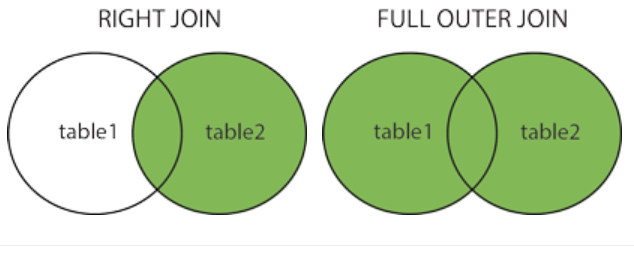 RIGHT JOIN
FULL OUTER JOIN
table1
table2
table1
table2